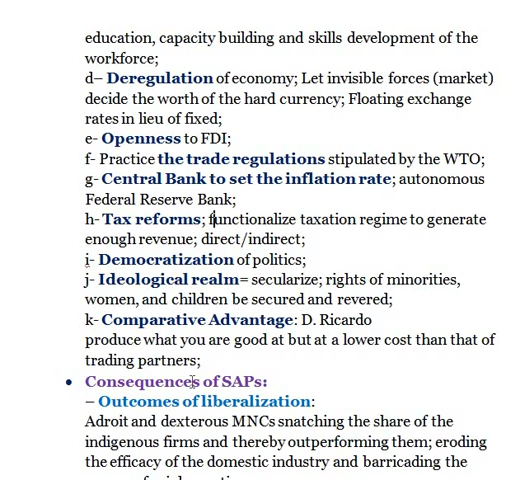 education, capacity building and skills development of the
workforce;
d– Deregulation of economy; Let invisible forces (market)
decide the worth of the hard currency; Floating exchange
rates in lieu of fixed;
e- Openness to FDI;
f- Practice the trade regulations stipulated by the WTO;
g- Central Bank to set the inflation rate; autonomous
Federal Reserve Bank;
h- Tax reforms; functionalize taxation regime to generate
enough revenue; direct/indirect;
i- Democratization of politics;
j- Ideological realm= secularize; rights of minorities,
women, and children be secured and revered;
k- Comparative Advantage: D. Ricardo
produce what you are good at but at a lower cost than that of
trading partners;
• Consequences of SAPs:
– Outcomes of liberalization:
Adroit and dexterous MNCs snatching the share of the
indigenous firms and thereby outperforming them; eroding
the efficacy of the domestic industry and barricading the